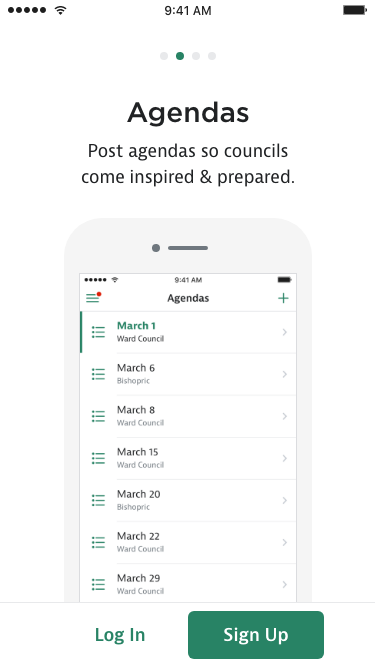 9:41 AM
Agendas
Post agendas so councils
come inspired & prepared.
9:41 AM
Agendas
March 1
Ward Council
March 6
Bishopric
March 8
Ward Council
March 15
Ward Council
March 20
Bishopric
March 22
Ward Council
March 29
Ward Council
Log In
Sign Up